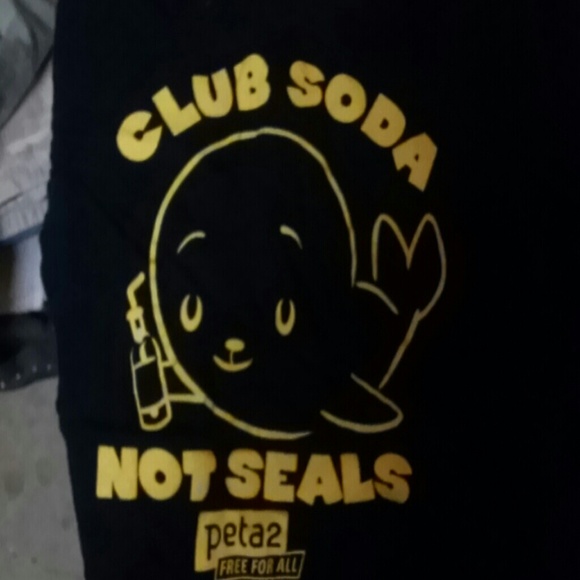 CLUB SODA
NOT SEALS
peta2
FREE FOR ALL